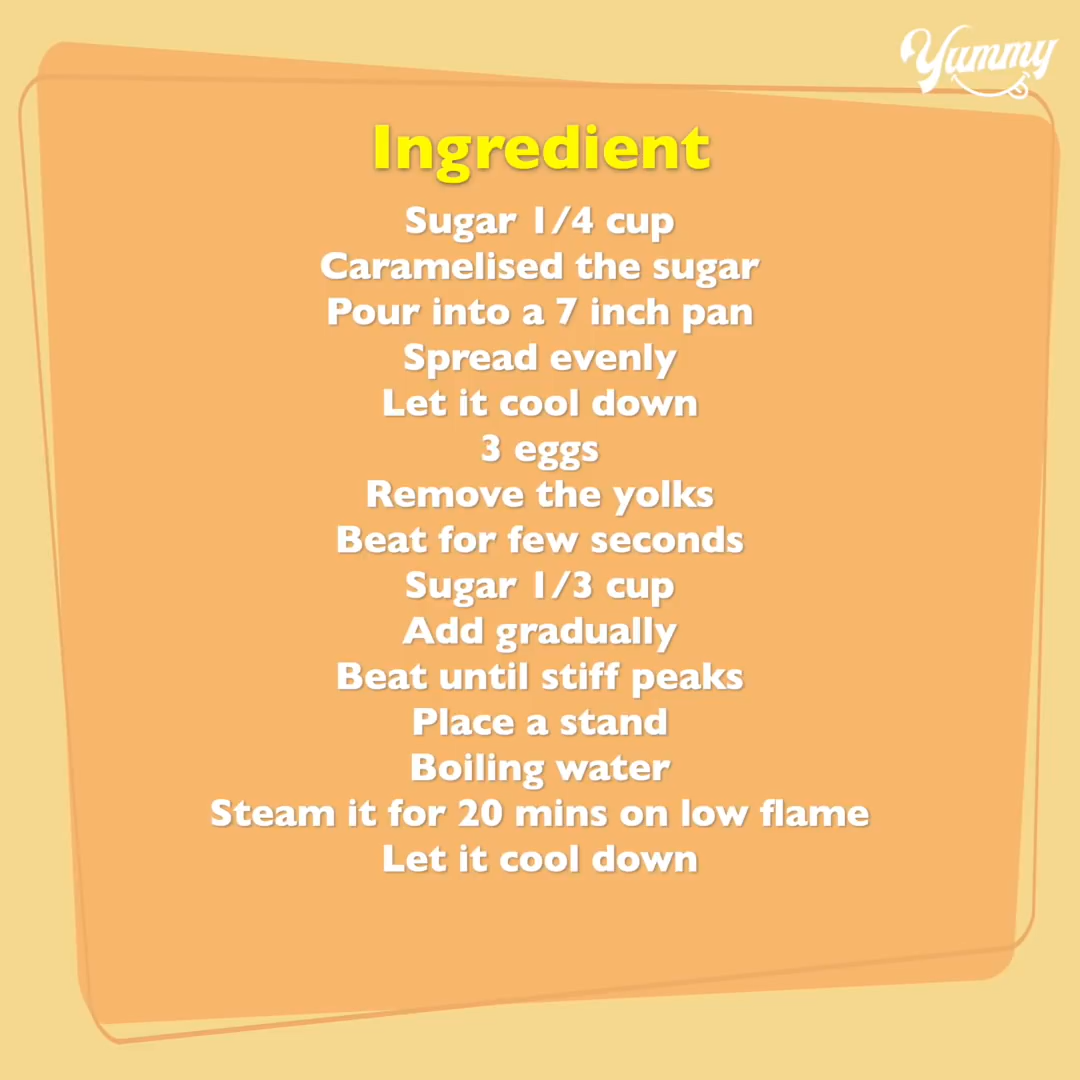 Yummy
Ingredient
Sugar 1/4 cup
Caramelised the sugar
Pour into a 7 inch pan
Spread evenly
Let it cool down
3 eggs
Remove the yolks
Beat for few seconds
Sugar 1/3 cup
Add gradually
Beat until stiff peaks
Place a stand
Boiling water
Steam it for 20 mins on low flame
Let it cool down